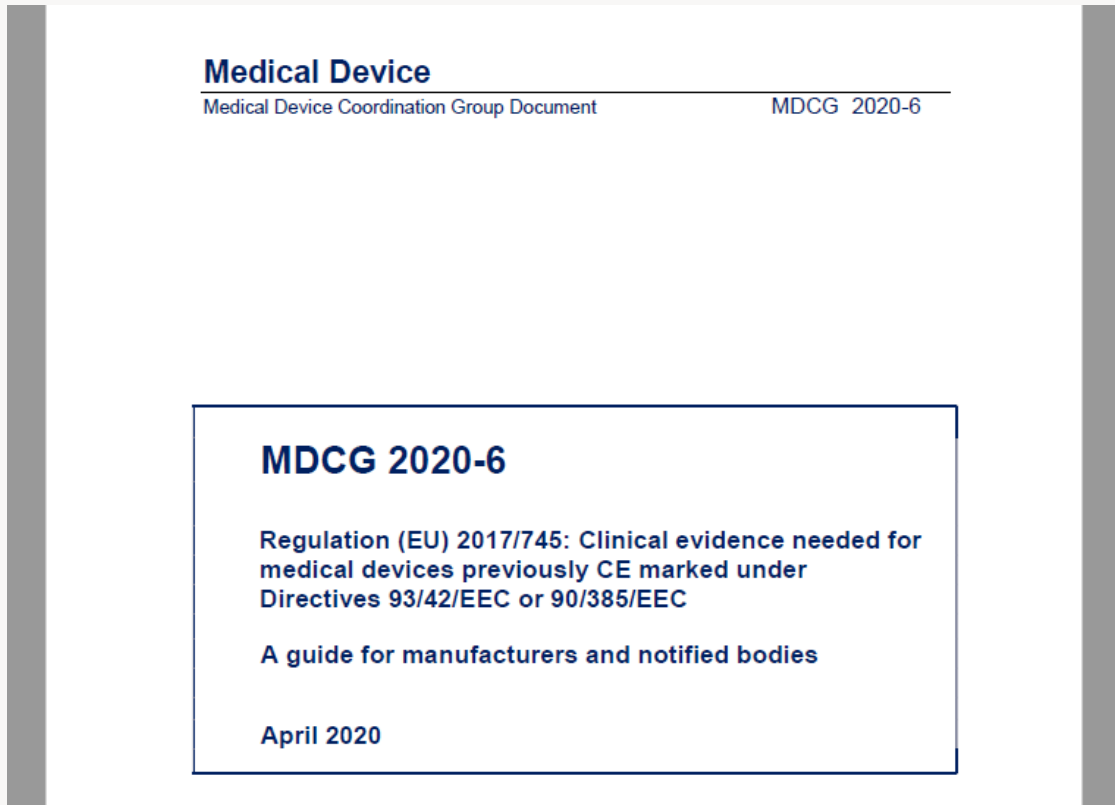 Medical Device
Medical Device Coordination Group Document MDCG 2020-6
MDCG 2020-6
Regulation (EU) 2017/745: Clinical evidence needed for
medical devices previously CE marked under
Directives 93/42/EEC or 90/385/EEC
A guide for manufacturers and notified bodies
April 2020